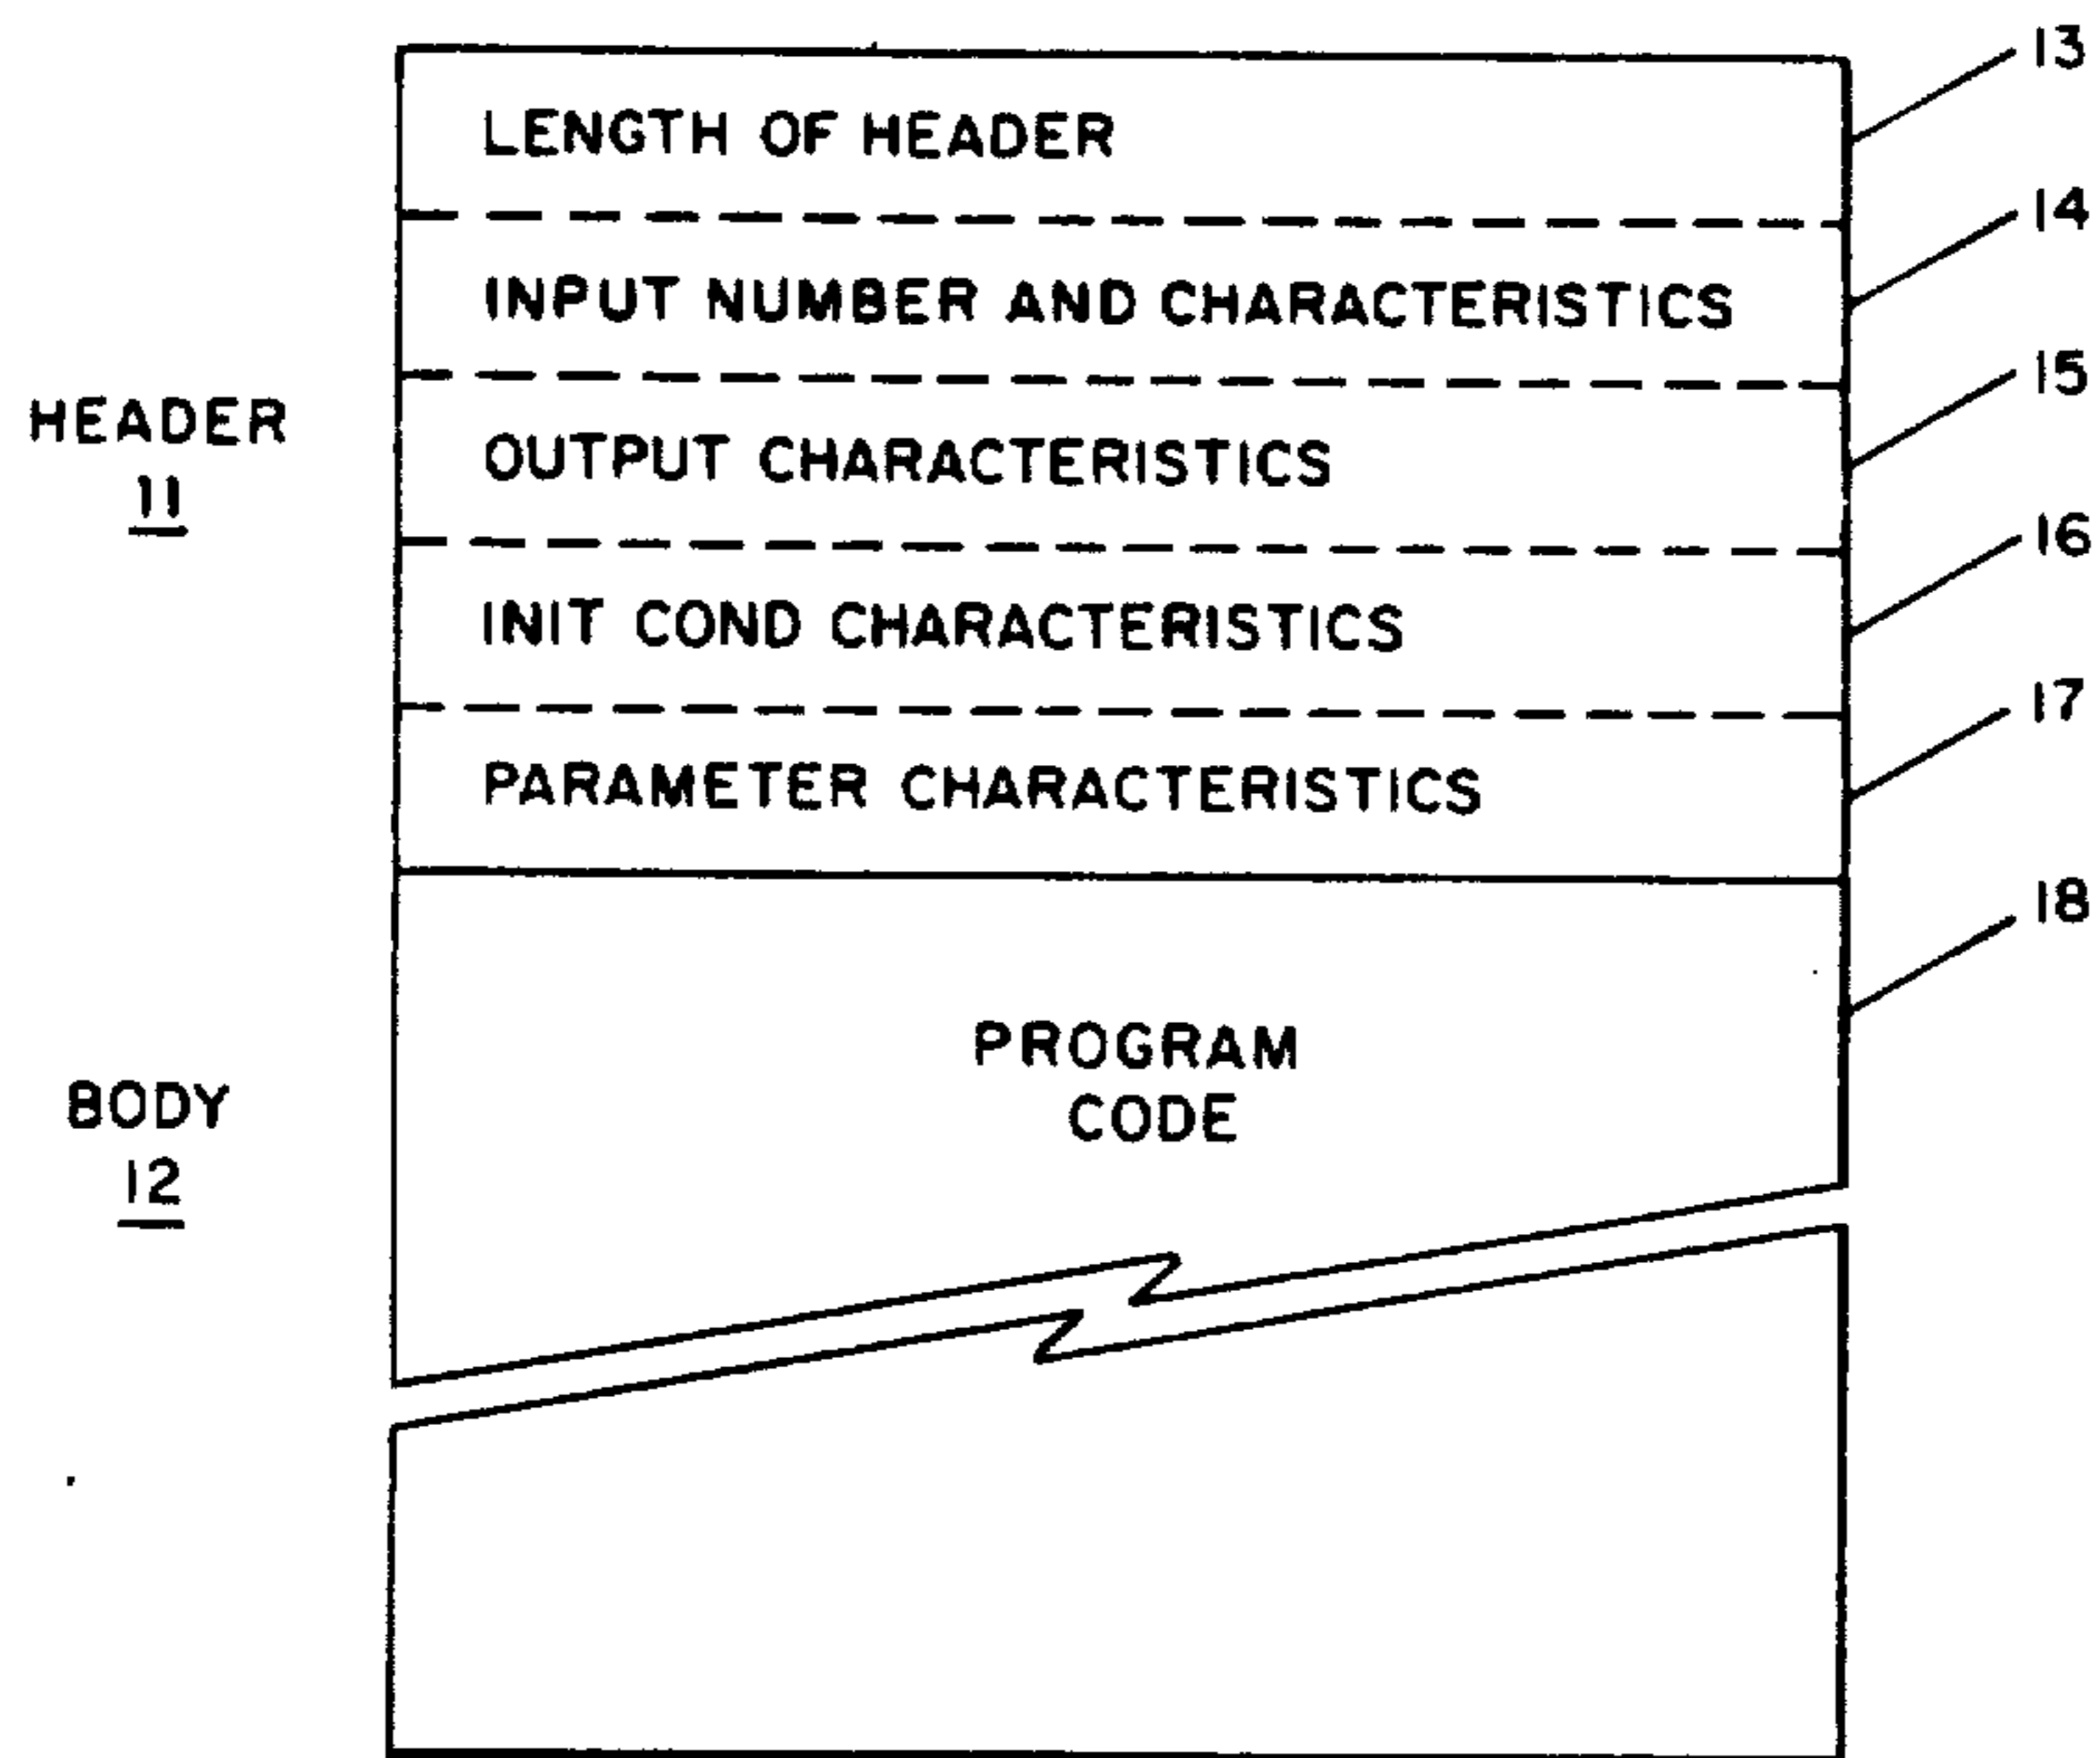 13
LENGTH OF HEADER
14
INPUT NUMBER AND CHARACTERISTICS
15
HEADER
11
OUTPUT CHARACTERISTICS
16
INIT COND CHARACTERISTICS
17
PARAMETER CHARACTERISTICS
18
PROGRAM
CODE
BODY
12